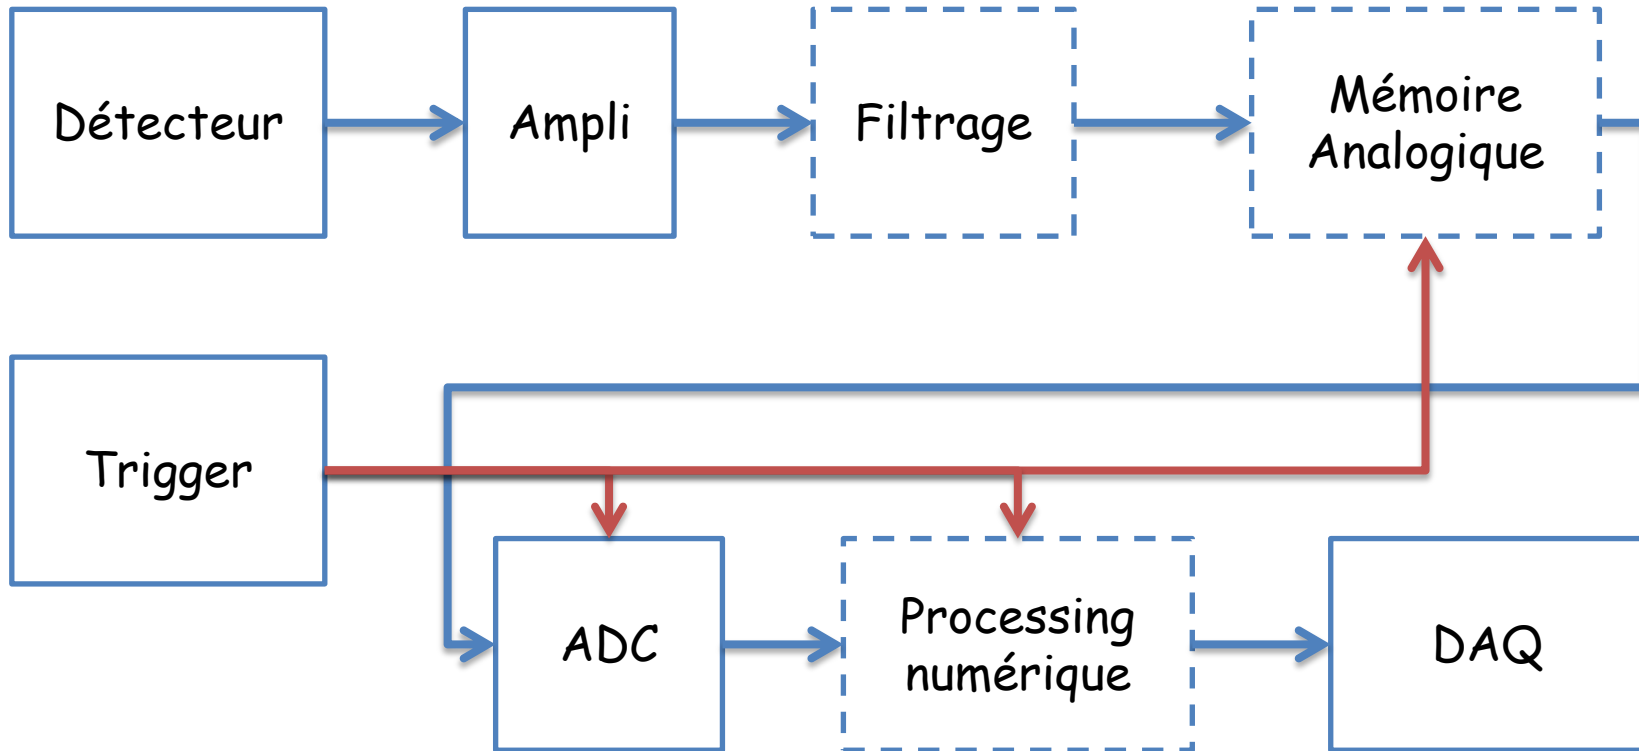 Détecteur
Ampli
Filtrage
Mémoire
Analogique
Trigger
ADC
Processing
numérique
DAQ